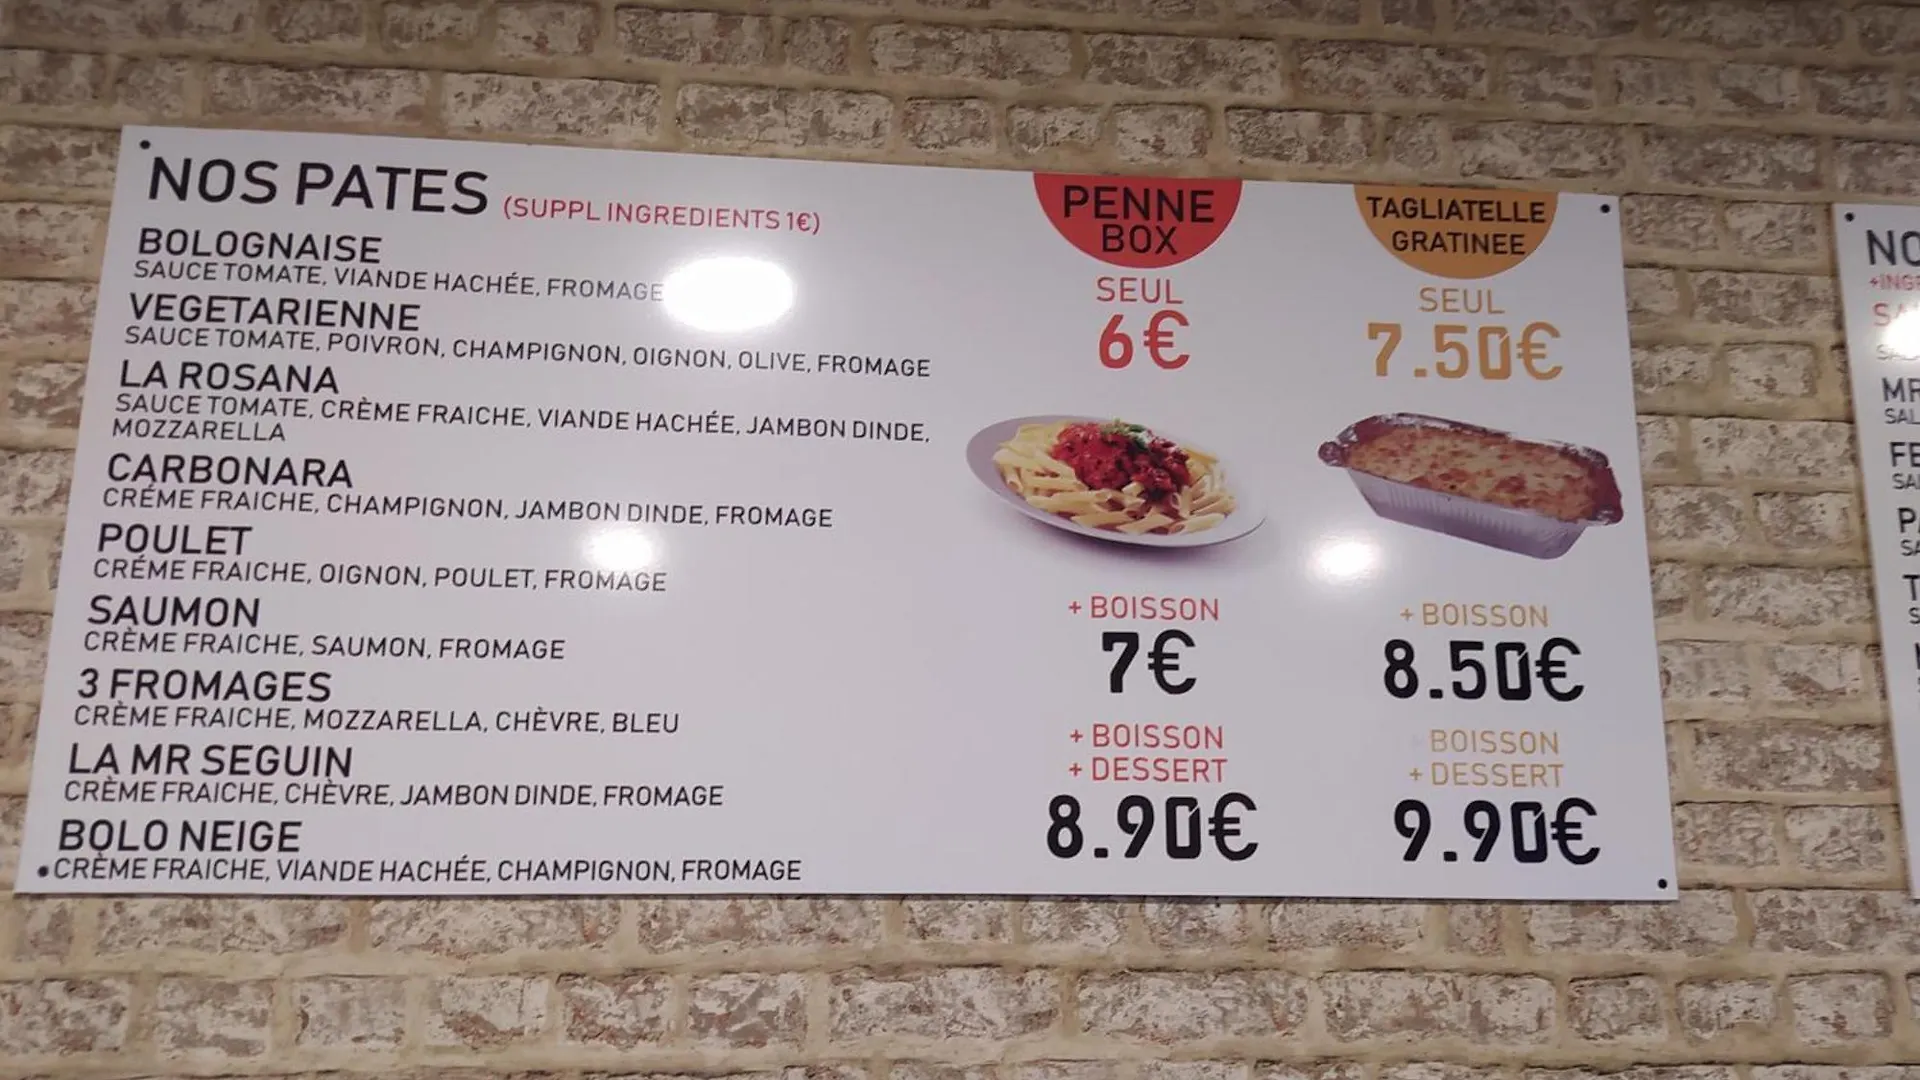 NOS PATES (SUPPL INGREDIENTS 1€)
BOLOGNAISE
SAUCE TOMATE, VIANDE HACHÉE, FROMAGE
VEGETARIENNE
SAUCE TOMATE, POIVRON, CHAMPIGNON, OIGNON, OLIVE, FROMAGE
LA ROSANA
SAUCE TOMATE, CRÈME FRAICHE, VIANDE HACHÉE, JAMBON DINDE,
MOZZARELLA
CARBONARA
CRÉME FRAICHE, CHAMPIGNON, JAMBON DINDE, FROMAGE
POULET
CRÉME FRAICHE, OIGNON, POULET, FROMAGE
SAUMON
CRÈME FRAICHE, SAUMON, FROMAGE
3 FROMAGES
CRÈME FRAICHE, MOZZARELLA, CHÈVRE, BLEU
LA MR SEGUIN
CRÈME FRAICHE, CHÈVRE, JAMBON DINDE, FROMAGE
BOLO NEIGE
CRÈME FRAICHE, VIANDE HACHÉE, CHAMPIGNON, FROMAGE
PENNE
BOX
SEUL
6€
+ BOISSON
7€
+ BOISSON
+ DESSERT
8.90€
TAGLIATELLE
GRATINEE
SEUL
7.50€
+ BOISSON
8.50€
BOISSON
+ DESSERT
9.90€